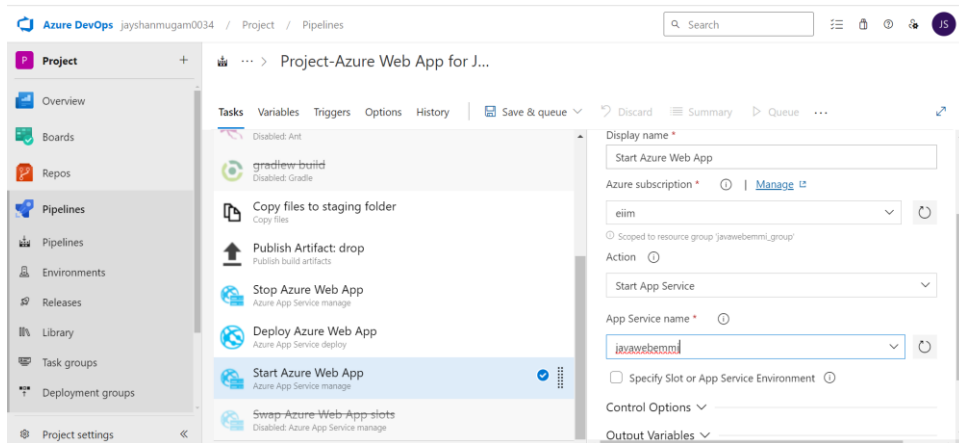 Azure DevOps jayshanmugam0034 / Project / Pipelines
Search
JS
P Project +
Overview
Boards
Repos
Pipelines
Pipelines
Environments
Releases
Library
Task groups
Deployment groups
Project settings
... > Project-Azure Web App for J...
Tasks Variables Triggers Options History Save & queue Discard Summary Queue ...
Disabled: Ant
gradlew build
Disabled: Gradle
Copy files to staging folder
Copy files
Publish Artifact: drop
Publish build artifacts
Stop Azure Web App
Azure App Service manage
Deploy Azure Web App
Azure App Service deploy
Start Azure Web App
Azure App Service manage
Swap Azure Web App slots
Disabled: Azure App Service manage
Display name *
Start Azure Web App
Azure subscription * | Manage
eiim
Scoped to resource group 'javawebemmi_group'
Action
Start App Service
App Service name *
javawebemmi
Specify Slot or App Service Environment
Control Options
Output Variables